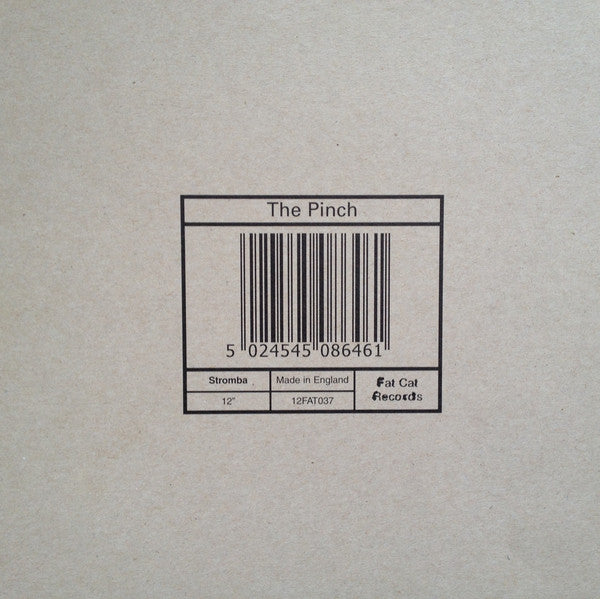 The Pinch
5 024545 086461
Stromba Made in England Fat Cat
Records
12" 12FAT037